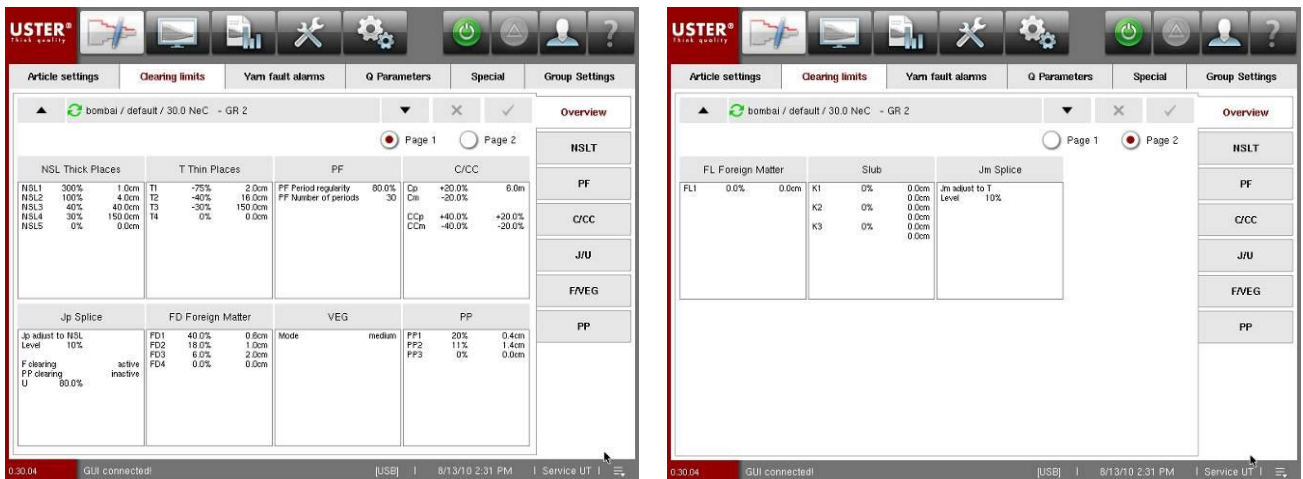 USTER®
Think quality
?
Article settings Clearing limits Yarn fault alarms Q Parameters Special Group Settings
bombai / default / 30.0 NeC - GR 2
Overview
Page 1 Page 2
NSLT
PF
C/CC
J/U
F/VEG
PP
NSL Thick Places
NSL1 300% 1.0cm
NSL2 100% 4.0cm
NSL3 40% 40.0cm
NSL4 30% 150.0cm
NSL5 0% 0.0cm
T Thin Places
T1 -75% 2.0cm
T2 -40% 16.0cm
T3 -30% 150.0cm
T4 0% 0.0cm
PF
PF Period regularity 80.0%
PF Number of periods 30
C/CC
Cp +20.0% 6.0m
Cm -20.0%
CCp +40.0% +20.0%
CCm -40.0% -20.0%
Jp Splice
Jp adjust to NSL
Level 10%
F clearing active
PP clearing inactive
U 80.0%
FD Foreign Matter
FD1 40.0% 0.6cm
FD2 18.0% 1.0cm
FD3 6.0% 2.0cm
FD4 0.0% 0.0cm
VEG
Mode medium
PP
PP1 20% 0.4cm
PP2 11% 1.4cm
PP3 0% 0.0cm
0.30.04 GUI connected! [USB] | 8/13/10 2:31 PM | Service UT |
USTER®
Think quality
?
Article settings Clearing limits Yarn fault alarms Q Parameters Special Group Settings
bombai / default / 30.0 NeC - GR 2
Overview
Page 1 Page 2
NSLT
PF
C/CC
J/U
F/VEG
PP
FL Foreign Matter
FL1 0.0% 0.0cm
Slub
K1 0% 0.0cm
0.0cm
K2 0% 0.0cm
0.0cm
K3 0% 0.0cm
0.0cm
Jm Splice
Jm adjust to T
Level 10%
0.30.04 GUI connected! [USB] | 8/13/10 2:31 PM | Service UT |